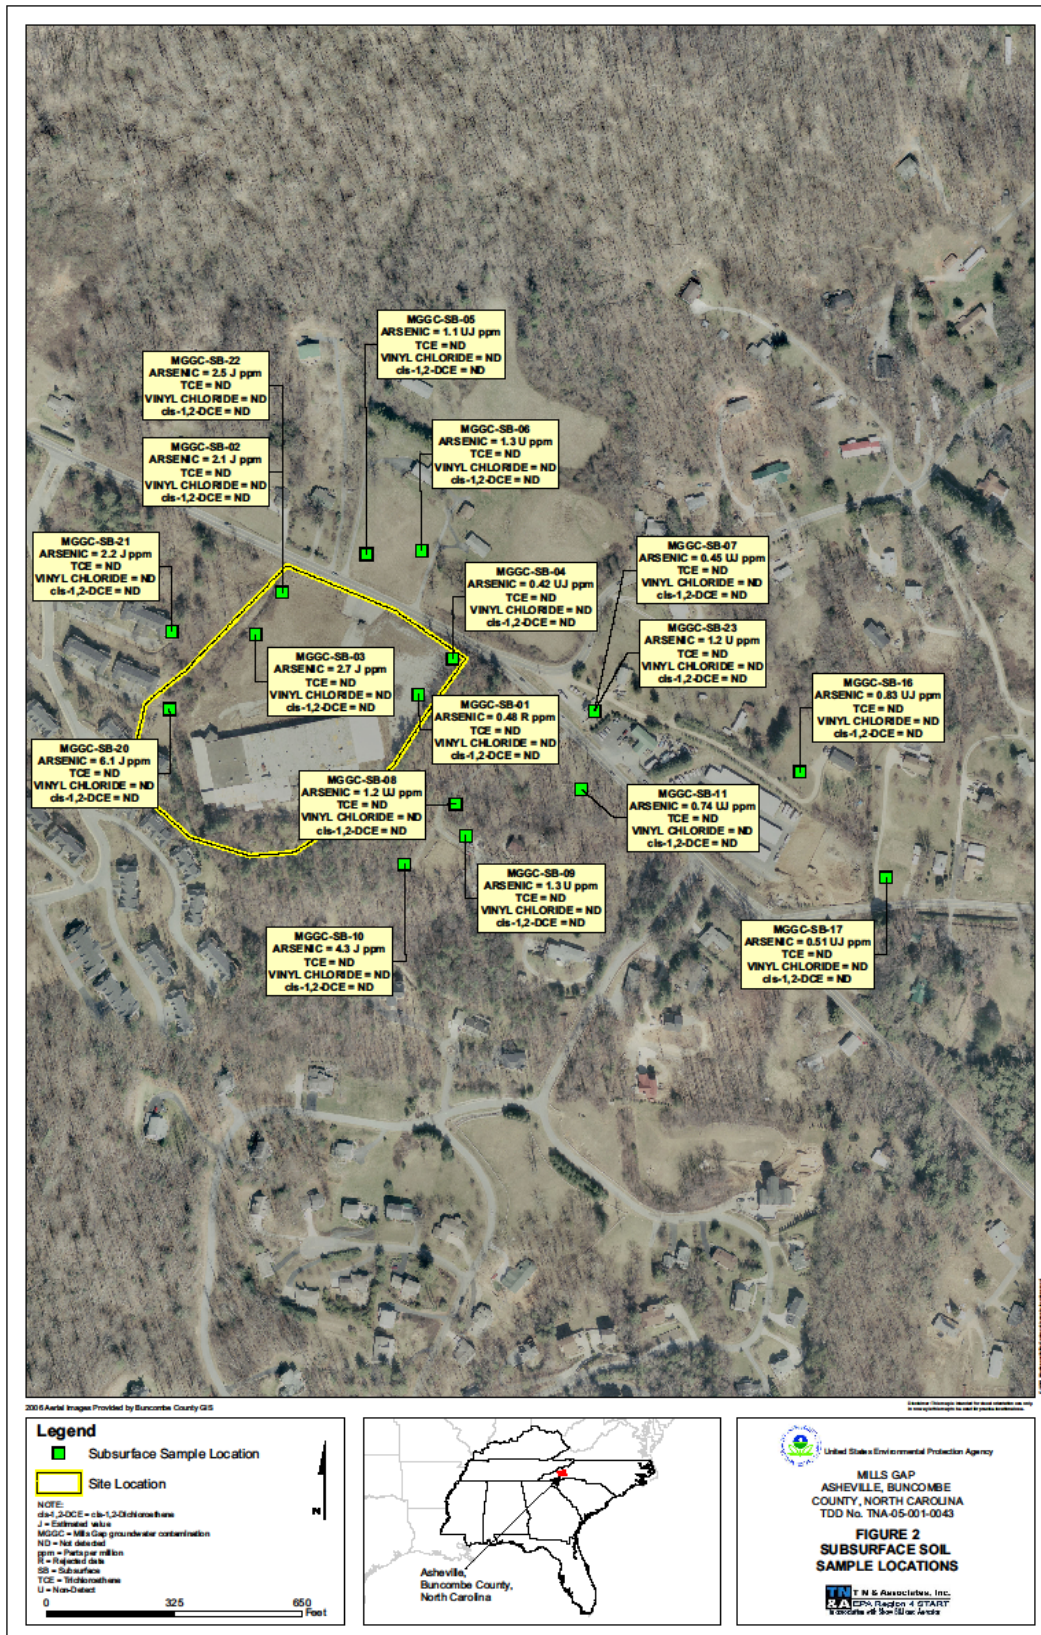 MGGC-SB-05
ARSENIC = 1.1 UJ ppm
TCE = ND
VINYL CHLORIDE = ND
cis-1,2-DCE = ND
MGGC-SB-22
ARSENIC = 2.5 J ppm
TCE = ND
VINYL CHLORIDE = ND
cis-1,2-DCE = ND
MGGC-SB-06
ARSENIC = 1.3 U ppm
TCE = ND
VINYL CHLORIDE = ND
cis-1,2-DCE = ND
MGGC-SB-02
ARSENIC = 2.1 J ppm
TCE = ND
VINYL CHLORIDE = ND
cis-1,2-DCE = ND
MGGC-SB-21
ARSENIC = 2.2 J ppm
TCE = ND
VINYL CHLORIDE = ND
cis-1,2-DCE = ND
MGGC-SB-07
ARSENIC = 0.45 UJ ppm
TCE = ND
VINYL CHLORIDE = ND
cis-1,2-DCE = ND
MGGC-SB-04
ARSENIC = 0.42 UJ ppm
TCE = ND
VINYL CHLORIDE = ND
cis-1,2-DCE = ND
MGGC-SB-23
ARSENIC = 1.2 U ppm
TCE = ND
VINYL CHLORIDE = ND
cis-1,2-DCE = ND
MGGC-SB-03
ARSENIC = 2.7 J ppm
TCE = ND
VINYL CHLORIDE = ND
cis-1,2-DCE = ND
MGGC-SB-16
ARSENIC = 0.83 UJ ppm
TCE = ND
VINYL CHLORIDE = ND
cis-1,2-DCE = ND
MGGC-SB-01
ARSENIC = 0.48 R ppm
TCE = ND
VINYL CHLORIDE = ND
cis-1,2-DCE = ND
MGGC-SB-20
ARSENIC = 6.1 J ppm
TCE = ND
VINYL CHLORIDE = ND
cis-1,2-DCE = ND
MGGC-SB-08
ARSENIC = 1.2 UJ ppm
TCE = ND
VINYL CHLORIDE = ND
cis-1,2-DCE = ND
MGGC-SB-11
ARSENIC = 0.74 UJ ppm
TCE = ND
VINYL CHLORIDE = ND
cis-1,2-DCE = ND
MGGC-SB-09
ARSENIC = 1.3 U ppm
TCE = ND
VINYL CHLORIDE = ND
cis-1,2-DCE = ND
MGGC-SB-10
ARSENIC = 4.3 J ppm
TCE = ND
VINYL CHLORIDE = ND
cis-1,2-DCE = ND
MGGC-SB-17
ARSENIC = 0.51 UJ ppm
TCE = ND
VINYL CHLORIDE = ND
cis-1,2-DCE = ND
2006 Aerial Images Provided by Buncombe County GIS
Legend
Subsurface Sample Location
Site Location
N
NOTE:
cis-1,2-DCE = cis-1,2-Dichloroethene
J = Estimated value
MGGC = Mills Gap groundwater contamination
ND = Not detected
ppm = Parts per million
R = Rejected data
SB = Subsurface
TCE = Trichloroethene
U = Non-Detect
0 325 650
Feet
Asheville,
Buncombe County,
North Carolina
United States Environmental Protection Agency
MILLS GAP
ASHEVILLE, BUNCOMBE
COUNTY, NORTH CAROLINA
TDD No. TNA-05-001-0043
FIGURE 2
SUBSURFACE SOIL
SAMPLE LOCATIONS
TN&A
T N & Associates, Inc.
EPA Region 4 START